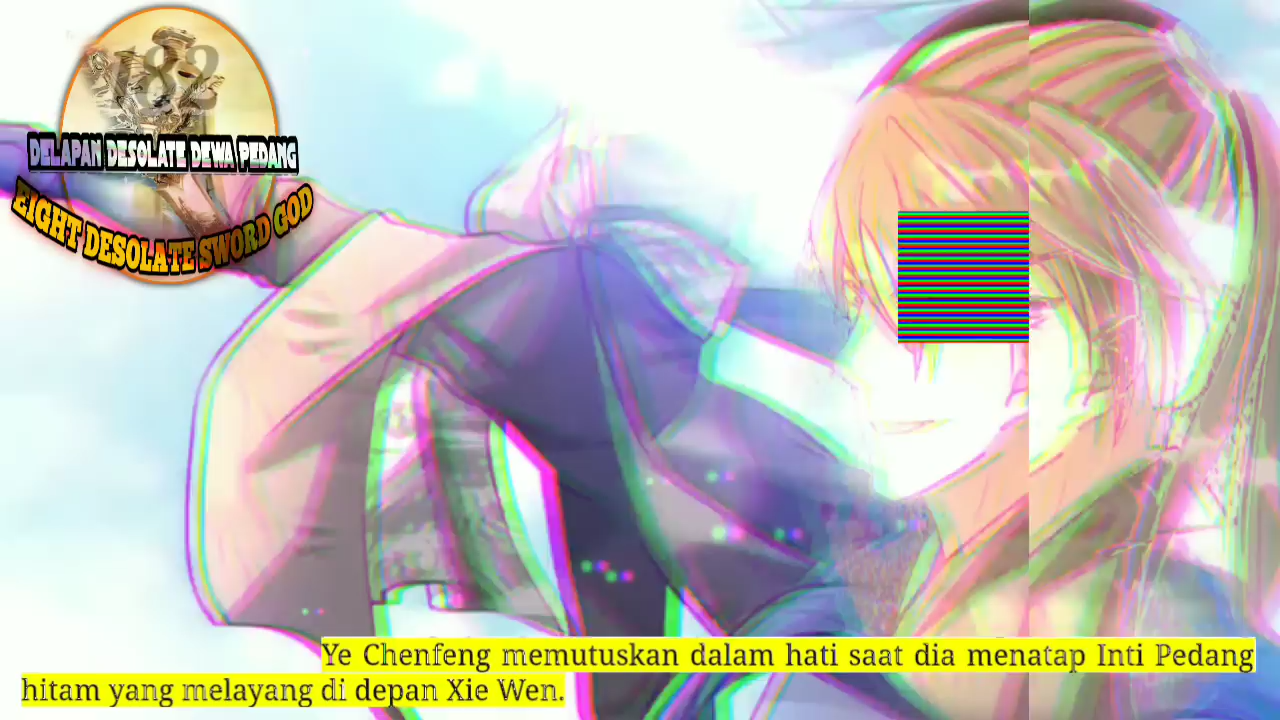 182
DELAPAN DESOLATE DEWA PEDANG
EIGHT DESOLATE SWORD GOD
Ye Chenfeng memutuskan dalam hati saat dia menatap Inti Pedang
hitam yang melayang di depan Xie Wen.